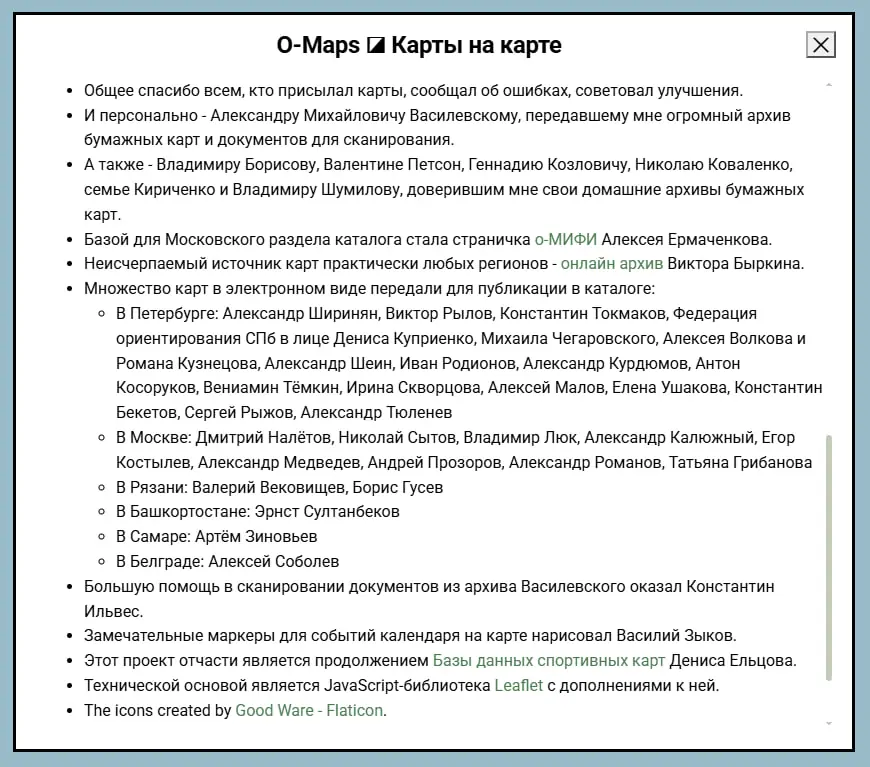 O-Maps Карты на карте
Общее спасибо всем, кто присылал карты, сообщал об ошибках, советовал улучшения.
И персонально - Александру Михайловичу Василевскому, передавшему мне огромный архив
бумажных карт и документов для сканирования.
А также - Владимиру Борисову, Валентине Петсон, Геннадию Козловичу, Николаю Коваленко,
семье Кириченко и Владимиру Шумилову, доверившим мне свои домашние архивы бумажных
карт.
Базой для Московского раздела каталога стала страничка о-МИФИ Алексея Ермаченкова.
Неисчерпаемый источник карт практически любых регионов - онлайн архив Виктора Быркина.
Множество карт в электронном виде передали для публикации в каталоге:
В Петербурге: Александр Ширинян, Виктор Рылов, Константин Токмаков, Федерация
ориентирования СПб в лице Дениса Куприенко, Михаила Чегаровского, Алексея Волкова и
Романа Кузнецова, Александр Шеин, Иван Родионов, Александр Курдюмов, Антон
Косоруков, Вениамин Тёмкин, Ирина Скворцова, Алексей Малов, Елена Ушакова, Константин
Бекетов, Сергей Рыжов, Александр Тюленев
В Москве: Дмитрий Налётов, Николай Сытов, Владимир Люк, Александр Калюжный, Егор
Костылев, Александр Медведев, Андрей Прозоров, Александр Романов, Татьяна Грибанова
В Рязани: Валерий Вековищев, Борис Гусев
В Башкортостане: Эрнст Султанбеков
В Самаре: Артём Зиновьев
В Белграде: Алексей Соболев
Большую помощь в сканировании документов из архива Василевского оказал Константин
Ильвес.
Замечательные маркеры для событий календаря на карте нарисовал Василий Зыков.
Этот проект отчасти является продолжением Базы данных спортивных карт Дениса Ельцова.
Технической основой является JavaScript-библиотека Leaflet с дополнениями к ней.
The icons created by Good Ware - Flaticon.